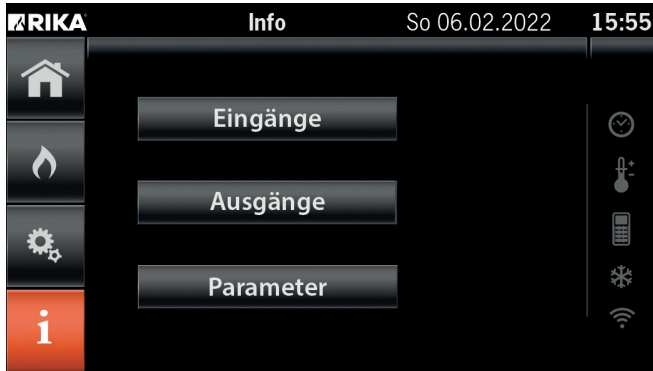 RIKA Info So 06.02.2022 15:55
Eingänge
Ausgänge
Parameter
i